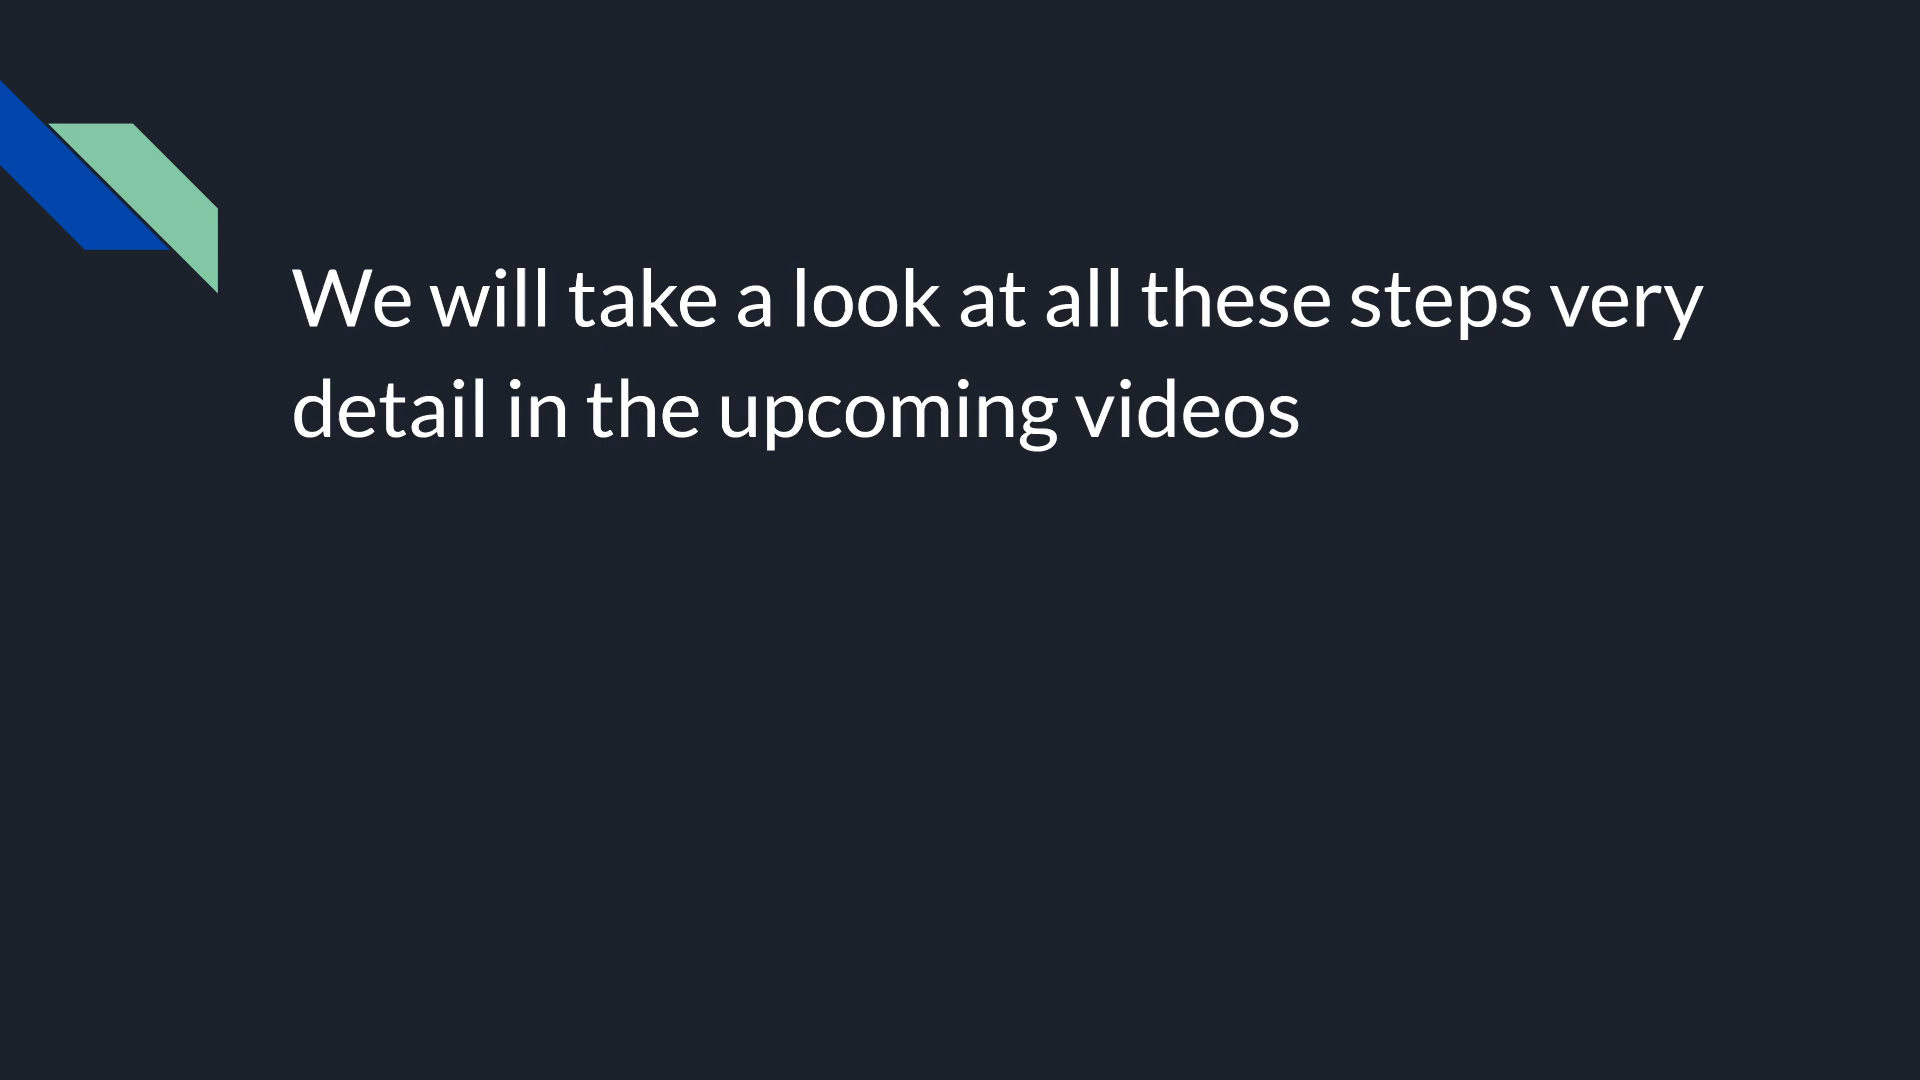 We will take a look at all these steps very
detail in the upcoming videos